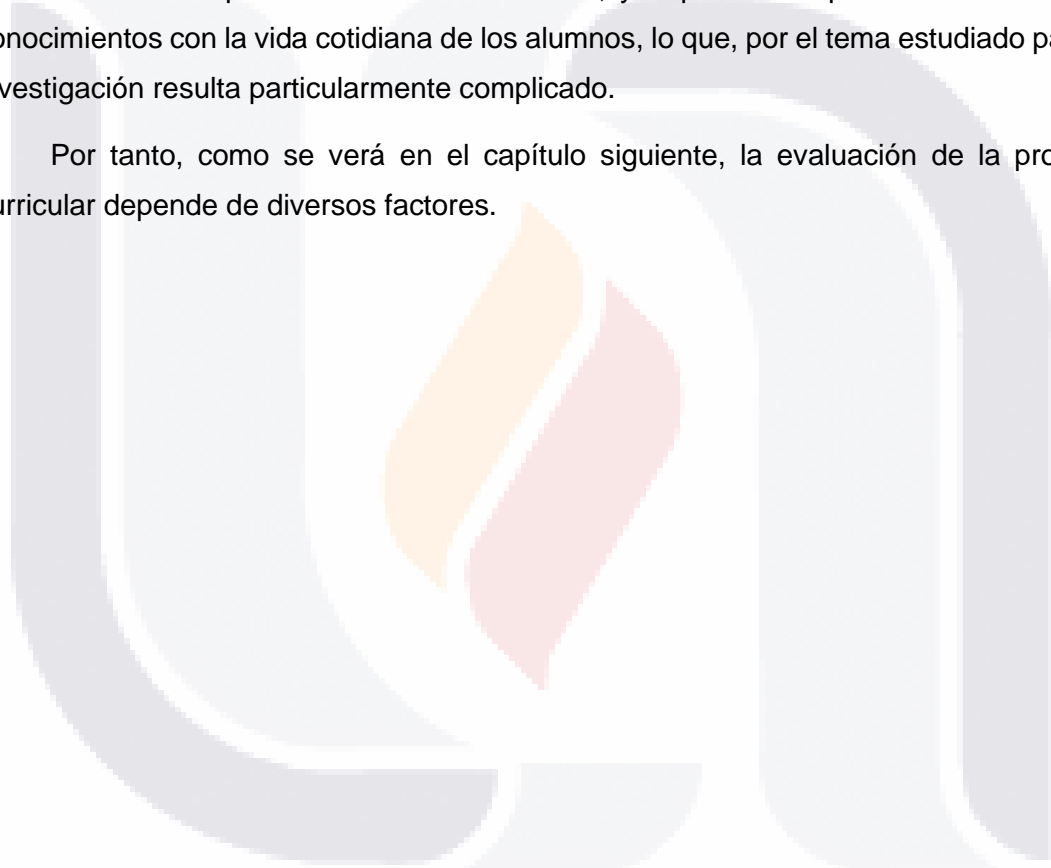 onocimientos con la vida cotidiana de los alumnos, lo que, por el tema estudiado pa
vestigación resulta particularmente complicado.
Por tanto, como se verá en el capítulo siguiente, la evaluación de la pro
urricular depende de diversos factores.